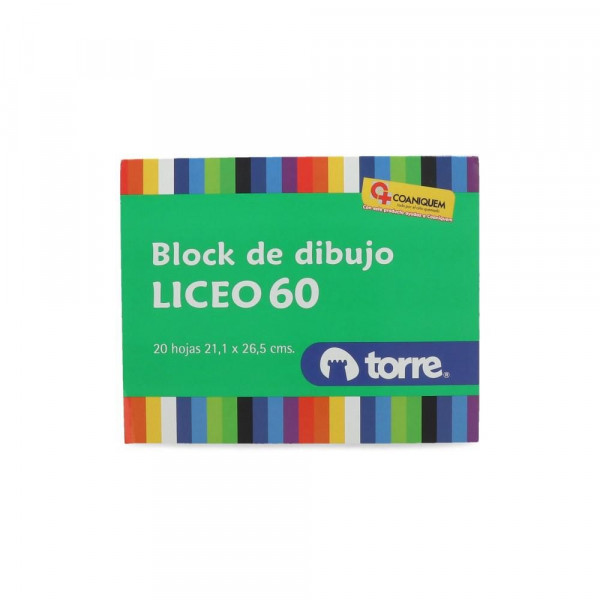 COANIQUEM
Block de dibujo
LICEO 60
20 hojas 21,1 x 26,5 cms.
torre®